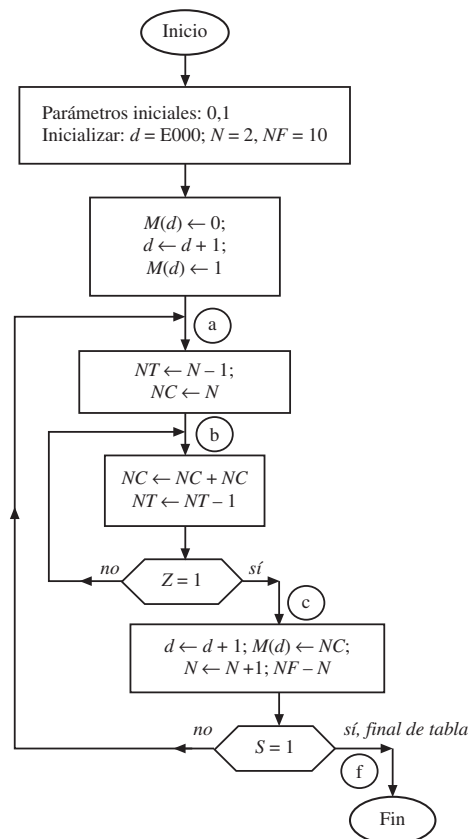 Inicio
Parámetros iniciales: 0,1
Inicializar: d = E000; N = 2, NF = 10
M(d) ← 0;
d ← d + 1;
M(d) ← 1
a
NT ← N – 1;
NC ← N
b
NC ← NC + NC
NT ← NT – 1
no
Z = 1
sí
c
d ← d + 1; M(d) ← NC;
N ← N +1; NF – N
no
S = 1
sí, final de tabla
f
Fin